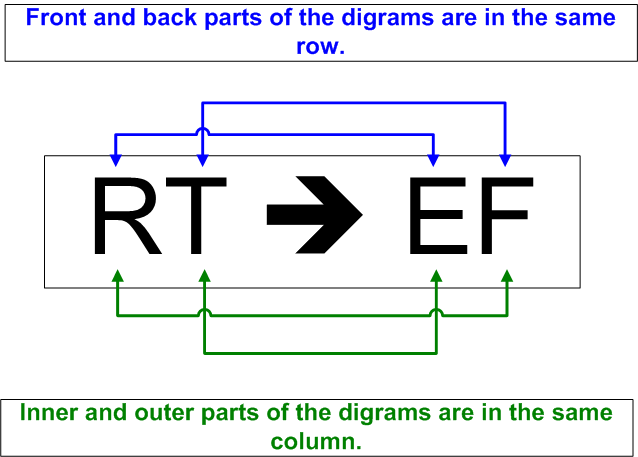 Front and back parts of the digrams are in the same
row.
RT EF
Inner and outer parts of the digrams are in the same
column.